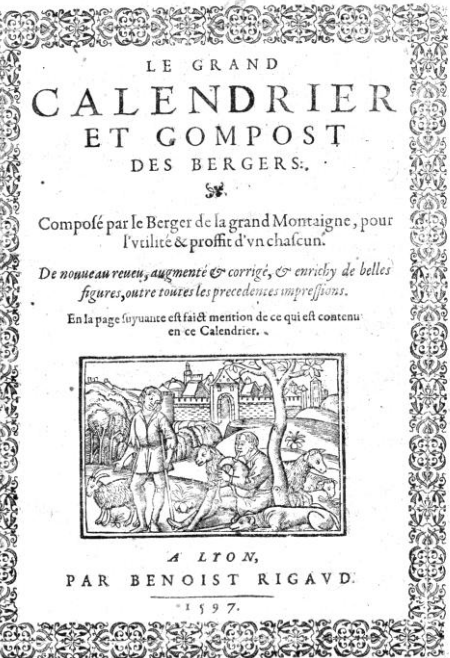 LE GRAND
CALENDRIER
ET COMPOST
DES BERGERS.
Composé par le Berger de la grand Montaigne, pour
l'vtilité & proffit d'vn chascun.
De nouueau reueu, augmenté & corrigé, & enrichy de belles
figures, outre toutes les precedentes impressions.
En la page suyuante est faict mention de ce qui est contenu
en ce Calendrier.
A LYON,
PAR BENOIST RIGAVD.
1597.